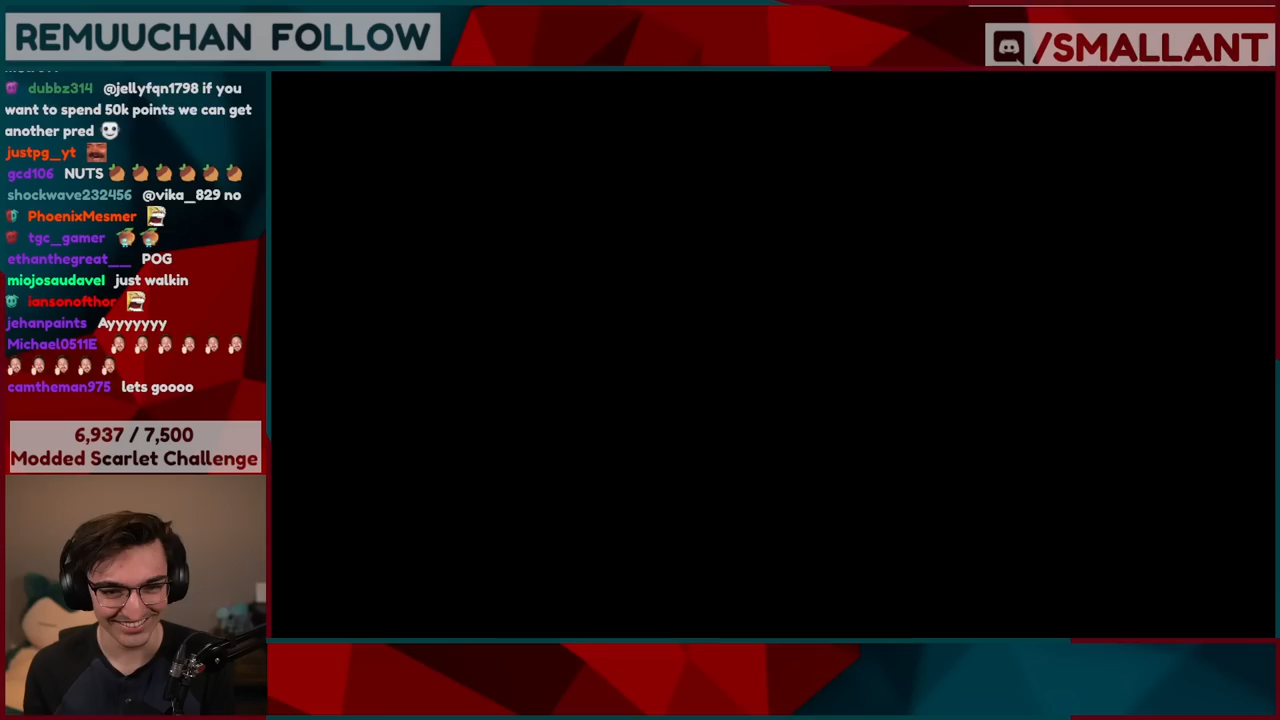 REMUUCHAN FOLLOW
/SMALLANT
dubbz314 @jellyfqn1798 if you
want to spend 50k points we can get
another pred
justpg_yt
gcd106 NUTS
shockwave232456 @vika_829 no
PhoenixMesmer
tgc_gamer
ethanthegreat__ POG
miojosaudavel just walkin
iansonofthor
jehanpaints Ayyyyyyy
Michael0511E
camtheman975 lets goooo
6,937 / 7,500
Modded Scarlet Challenge